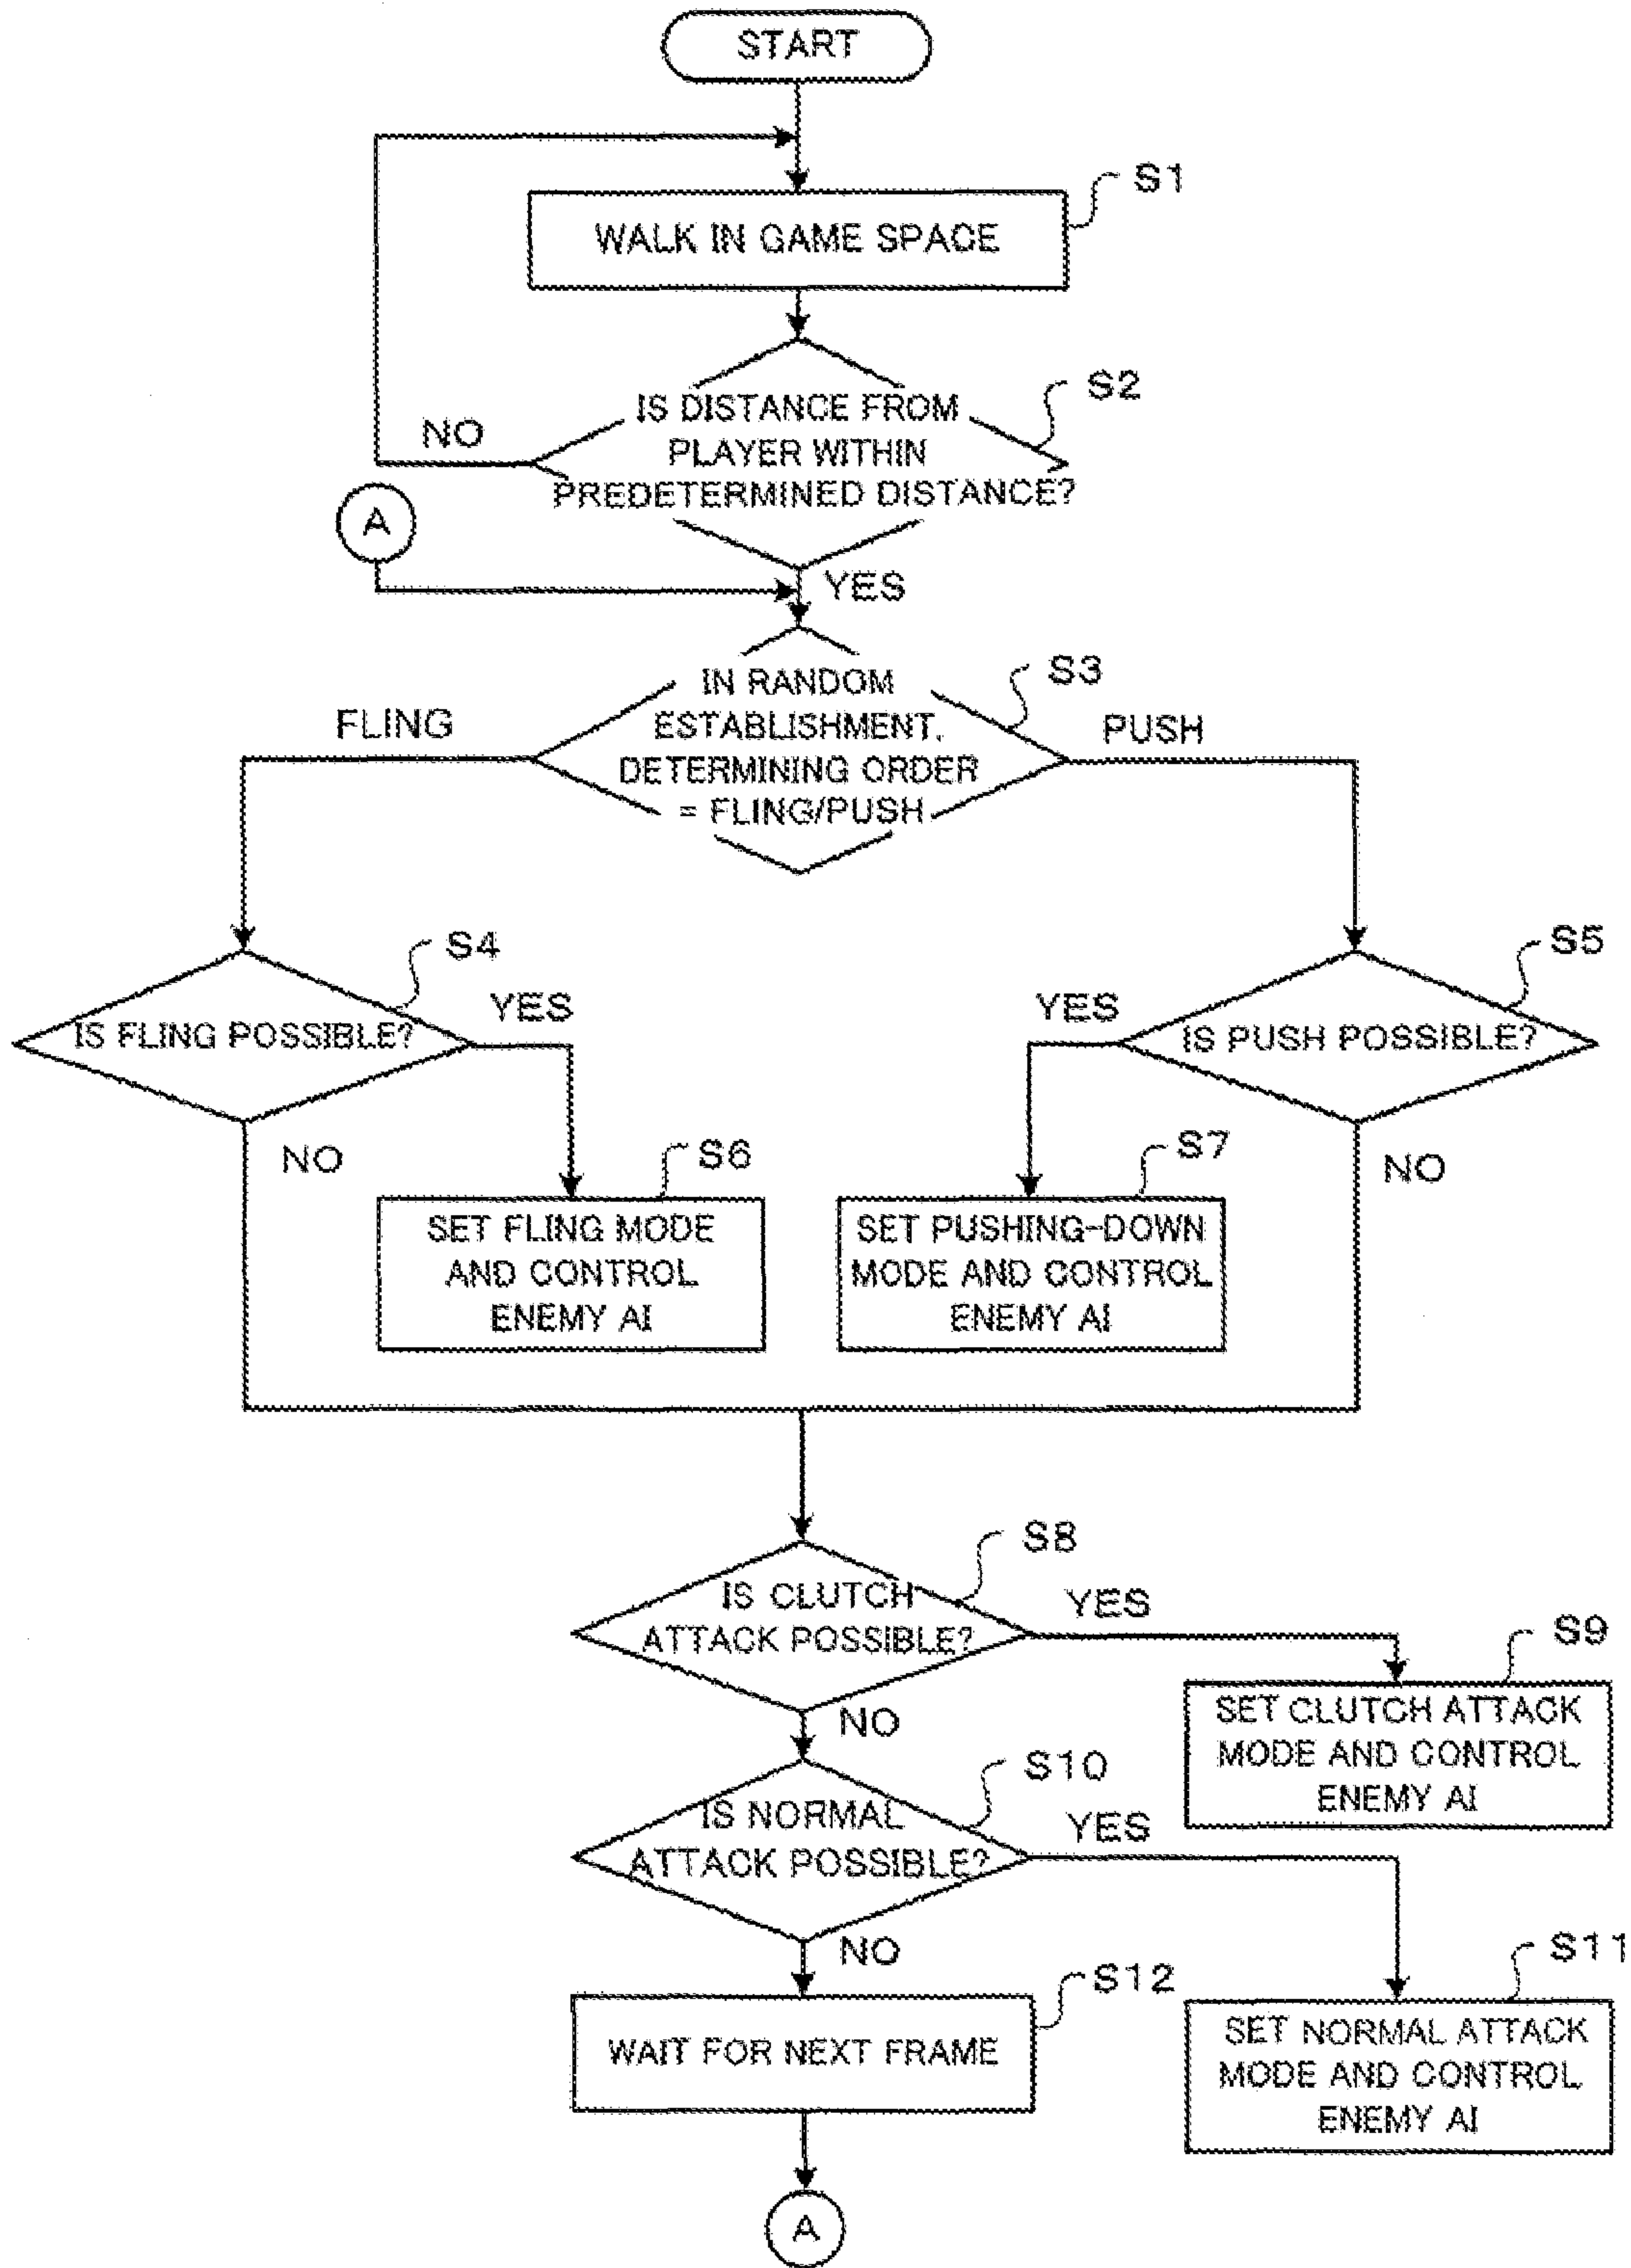 START
S1
WALK IN GAME SPACE
S2
IS DISTANCE FROM
PLAYER WITHIN
PREDETERMINED DISTANCE?
NO
A
YES
S3
IN RANDOM
ESTABLISHMENT,
DETERMINING ORDER
= FLING/PUSH
FLING
PUSH
S4
IS FLING POSSIBLE?
YES
NO
S5
IS PUSH POSSIBLE?
YES
NO
S6
SET FLING MODE
AND CONTROL
ENEMY AI
S7
SET PUSHING-DOWN
MODE AND CONTROL
ENEMY AI
S8
IS CLUTCH
ATTACK POSSIBLE?
YES
NO
S9
SET CLUTCH ATTACK
MODE AND CONTROL
ENEMY AI
S10
IS NORMAL
ATTACK POSSIBLE?
YES
NO
S11
SET NORMAL ATTACK
MODE AND CONTROL
ENEMY AI
S12
WAIT FOR NEXT FRAME
A